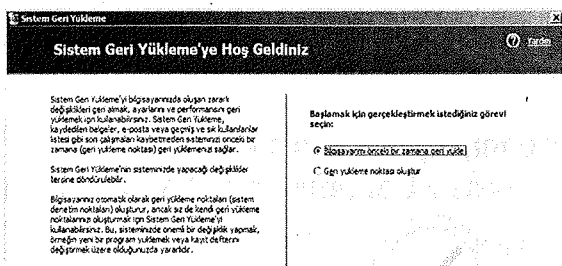 Sistem Geri Yükleme
Sistem Geri Yükleme'ye Hoş Geldiniz
Yardım
Sistem Geri Yükleme'yi bilgisayarınızda oluşan zararlı
değişiklikleri geri almak, ayarlarını ve performansını geri
yüklemek için kullanabilirsiniz. Sistem Geri Yükleme,
kaydedilen belgeler, e-posta veya geçmiş ve sık kullanılanlar
listesi gibi son çalışmaları kaybetmeden sisteminizi önceki bir
zamana (geri yükleme noktası) geri yüklemenizi sağlar.
Sistem Geri Yükleme'nin sisteminizde yapacağı değişiklikler
tersine döndürülebilir.
Bilgisayarınız otomatik olarak geri yükleme noktaları (sistem
denetim noktaları) oluşturur, ancak siz de kendi geri yükleme
noktalarınızı oluşturmak için Sistem Geri Yükleme'yi
kullanabilirsiniz. Bu, sisteminizde önemli bir değişiklik yapmak,
örneğin yeni bir program yüklemek veya kayıt defterini
değiştirmek üzere olduğunuzda yararlıdır.
Başlamak için gerçekleştirmek istediğiniz görevi
seçin:
Bilgisayarımı önceki bir zamana geri yükle
Geri yükleme noktası oluştur